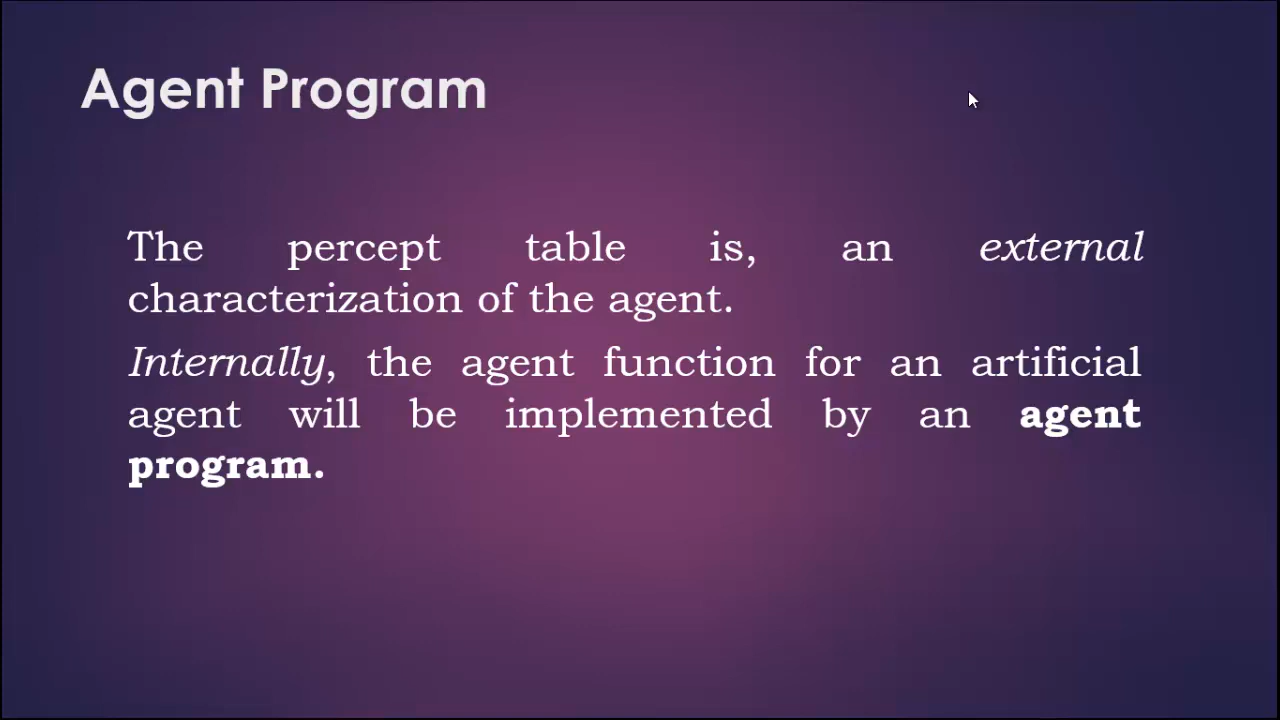 Agent Program
The percept table is, an external
characterization of the agent.
Internally, the agent function for an artificial
agent will be implemented by an agent
program.